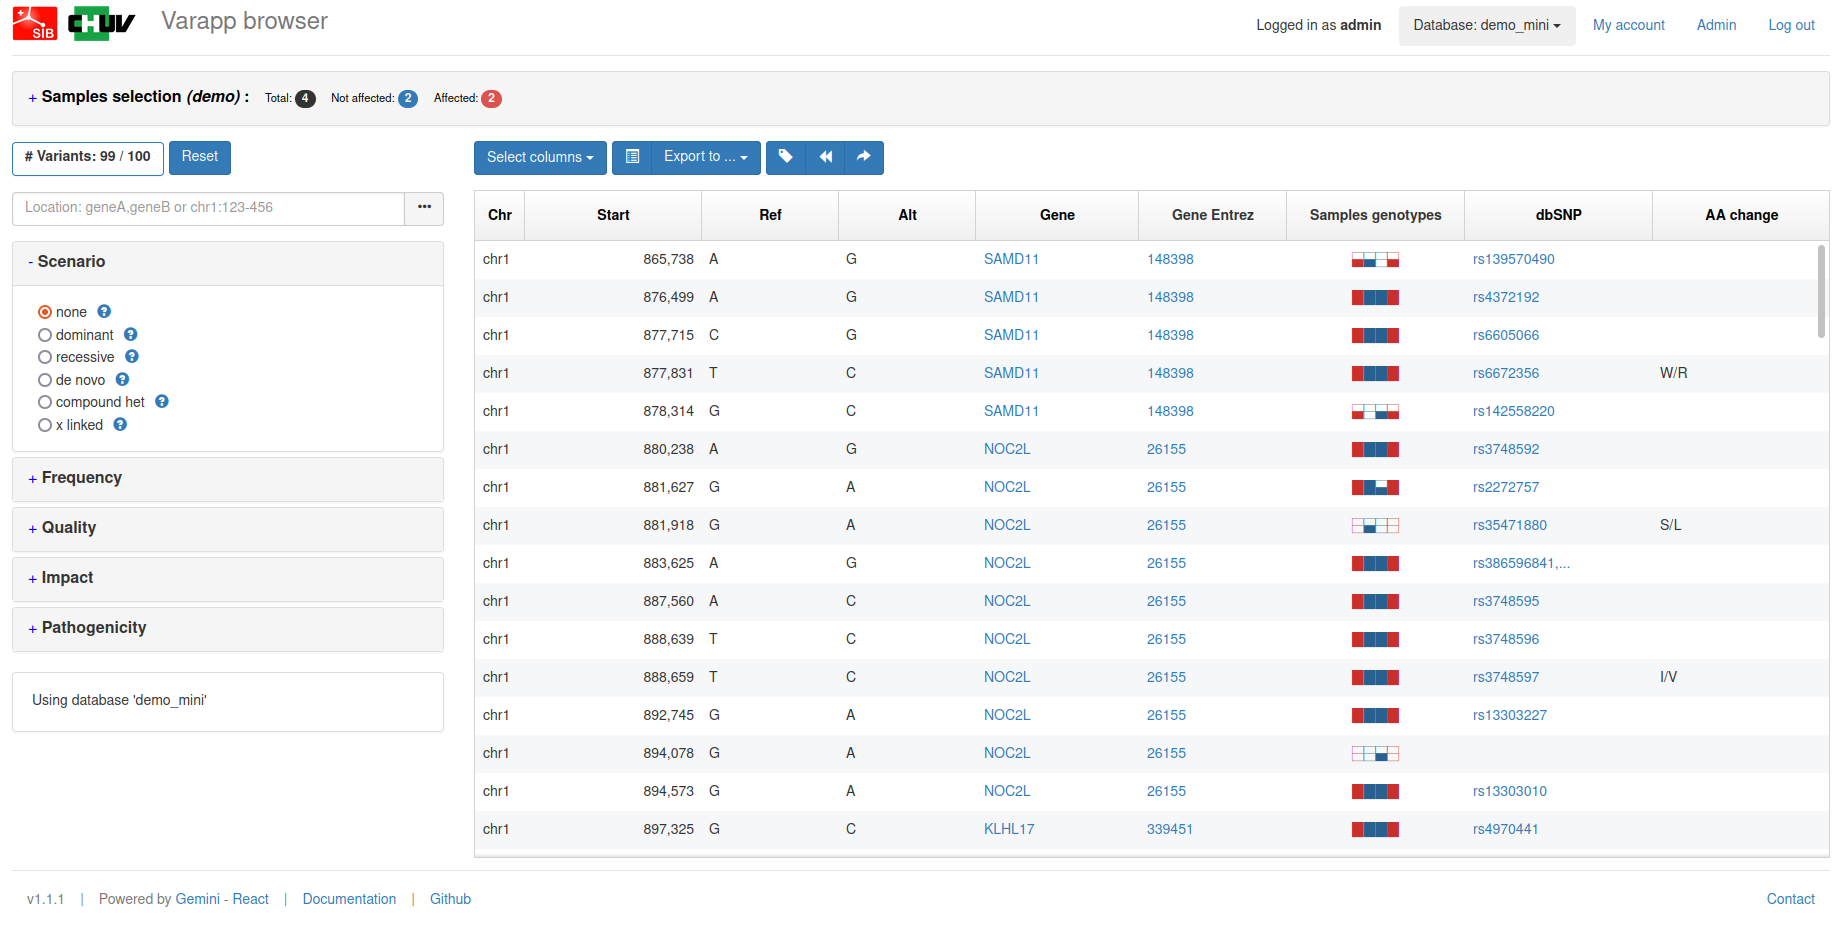 SIB CHUV Varapp browser Logged in as admin Database: demo_mini My account Admin Log out
+ Samples selection (demo) : Total: 4 Not affected: 2 Affected: 2
# Variants: 99 / 100 Reset Select columns Export to ...
Location: geneA,geneB or chr1:123-456 •••
- Scenario
none ?
dominant ?
recessive ?
de novo ?
compound het ?
x linked ?
+ Frequency
+ Quality
+ Impact
+ Pathogenicity
Using database 'demo_mini'
Chr Start Ref Alt Gene Gene Entrez Samples genotypes dbSNP AA change
chr1 865,738 A G SAMD11 148398 rs139570490
chr1 876,499 A G SAMD11 148398 rs4372192
chr1 877,715 C G SAMD11 148398 rs6605066
chr1 877,831 T C SAMD11 148398 rs6672356 W/R
chr1 878,314 G C SAMD11 148398 rs142558220
chr1 880,238 A G NOC2L 26155 rs3748592
chr1 881,627 G A NOC2L 26155 rs2272757
chr1 881,918 G A NOC2L 26155 rs35471880 S/L
chr1 883,625 A G NOC2L 26155 rs386596841,...
chr1 887,560 A C NOC2L 26155 rs3748595
chr1 888,639 T C NOC2L 26155 rs3748596
chr1 888,659 T C NOC2L 26155 rs3748597 I/V
chr1 892,745 G A NOC2L 26155 rs13303227
chr1 894,078 G A NOC2L 26155
chr1 894,573 G A NOC2L 26155 rs13303010
chr1 897,325 G C KLHL17 339451 rs4970441
v1.1.1 | Powered by Gemini - React | Documentation | Github Contact